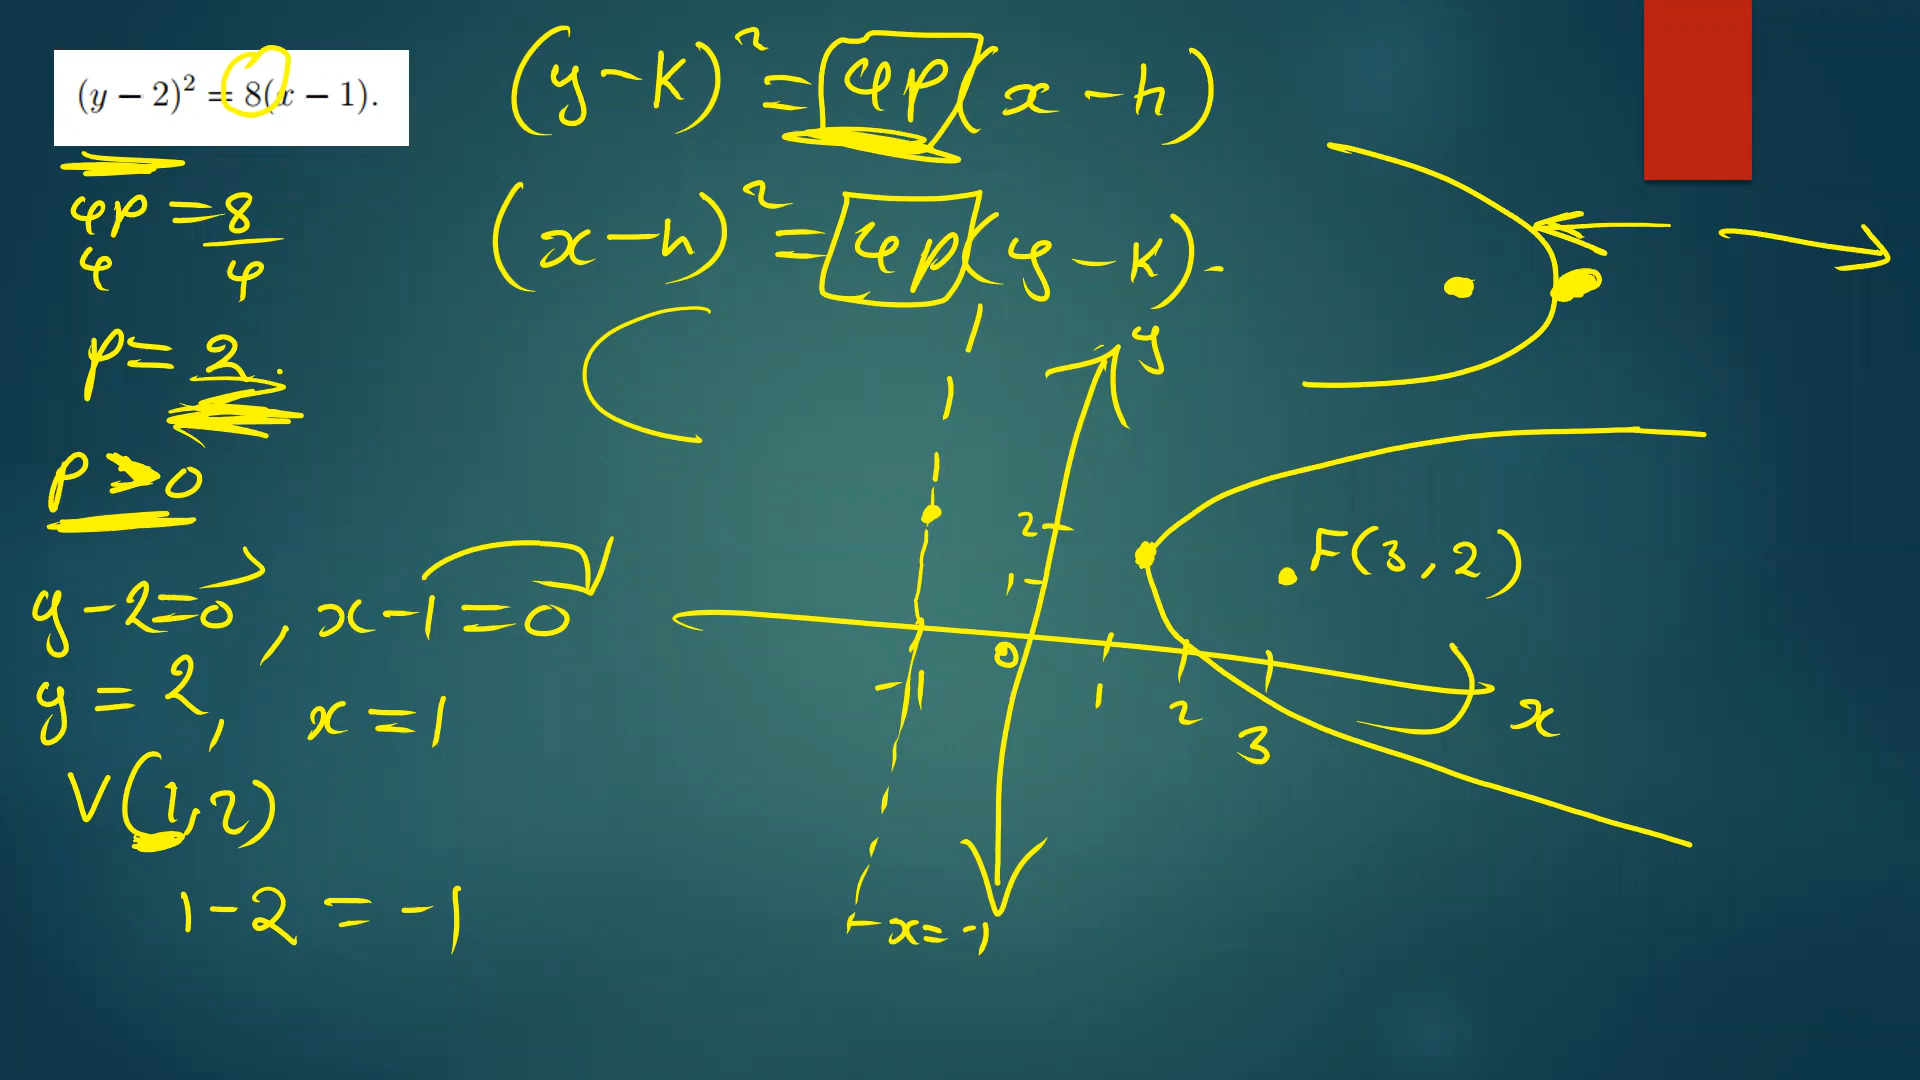 (y − 2)² = 8(x − 1).
4p = 8
4 4
p = 2.
p > 0
y - 2 = 0, x - 1 = 0
y = 2, x = 1
V(1, 2)
1 - 2 = -1
(y - k)² = 4p(x - h)
(x - h)² = 4p(y - k).
y
2
1
F(3, 2)
0
-1
1
2
3
x
x = -1